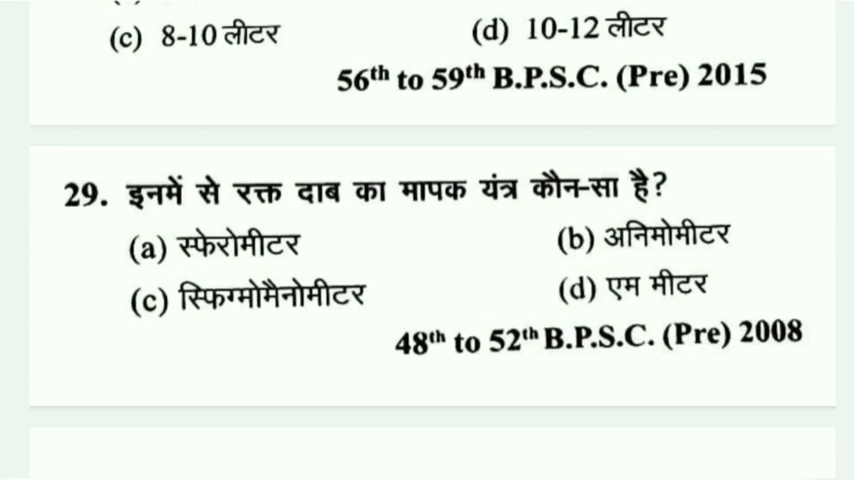 (c) 8-10 लीटर (d) 10-12 लीटर
56th to 59th B.P.S.C. (Pre) 2015
29. इनमें से रक्त दाब का मापक यंत्र कौन-सा है?
(a) स्फेरोमीटर (b) अनिमोमीटर
(c) स्फिग्मोमैनोमीटर (d) एम मीटर
48th to 52th B.P.S.C. (Pre) 2008